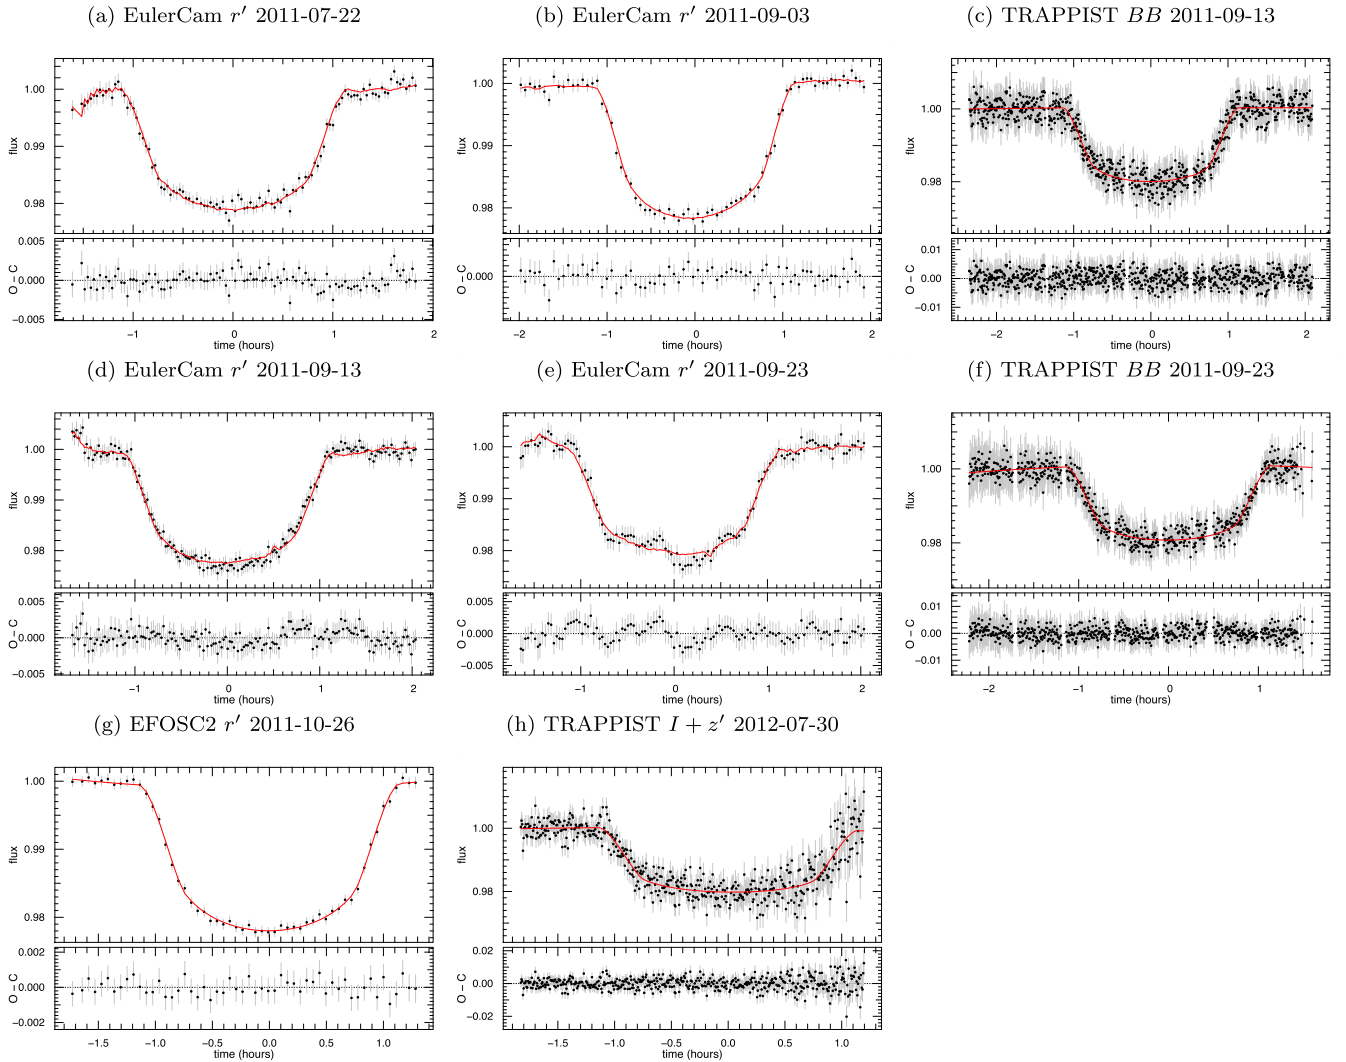 (a) EulerCam r′ 2011-07-22
(b) EulerCam r′ 2011-09-03
(c) TRAPPIST BB 2011-09-13
flux
1.00
0.99
0.98
O − C
0.005
0.000
−0.005
−1
0
1
2
time (hours)
flux
1.00
0.99
0.98
O − C
0.000
−2
−1
0
1
2
time (hours)
flux
1.00
0.98
O − C
0.01
0.00
−0.01
−2
−1
0
1
2
time (hours)
(d) EulerCam r′ 2011-09-13
(e) EulerCam r′ 2011-09-23
(f) TRAPPIST BB 2011-09-23
flux
1.00
0.99
0.98
O − C
0.005
0.000
−0.005
−1
0
1
2
time (hours)
flux
1.00
0.99
0.98
O − C
0.005
0.000
−0.005
−1
0
1
2
time (hours)
flux
1.00
0.98
O − C
0.01
0.00
−0.01
−2
−1
0
1
time (hours)
(g) EFOSC2 r′ 2011-10-26
(h) TRAPPIST I + z′ 2012-07-30
flux
1.00
0.99
0.98
O − C
0.002
0.000
−0.002
−1.5
−1.0
−0.5
0.0
0.5
1.0
time (hours)
flux
1.00
0.98
O − C
0.02
0.00
−0.02
−1.5
−1.0
−0.5
0.0
0.5
1.0
time (hours)